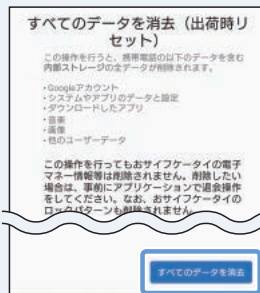 すべてのデータを消去（出荷時リ
セット）
この操作を行うと、携帯電話の以下のデータを含む
内部ストレージの全データが削除されます。
・Googleアカウント
・システムやアプリのデータと設定
・ダウンロードしたアプリ
・音楽
・画像
・他のユーザーデータ
この操作を行ってもおサイフケータイの電子
マネー情報等は削除されません。削除したい
場合は、事前にアプリケーションで退会操作
をしてください。なお、おサイフケータイの
ロックパターンも削除されません。
すべてのデータを消去